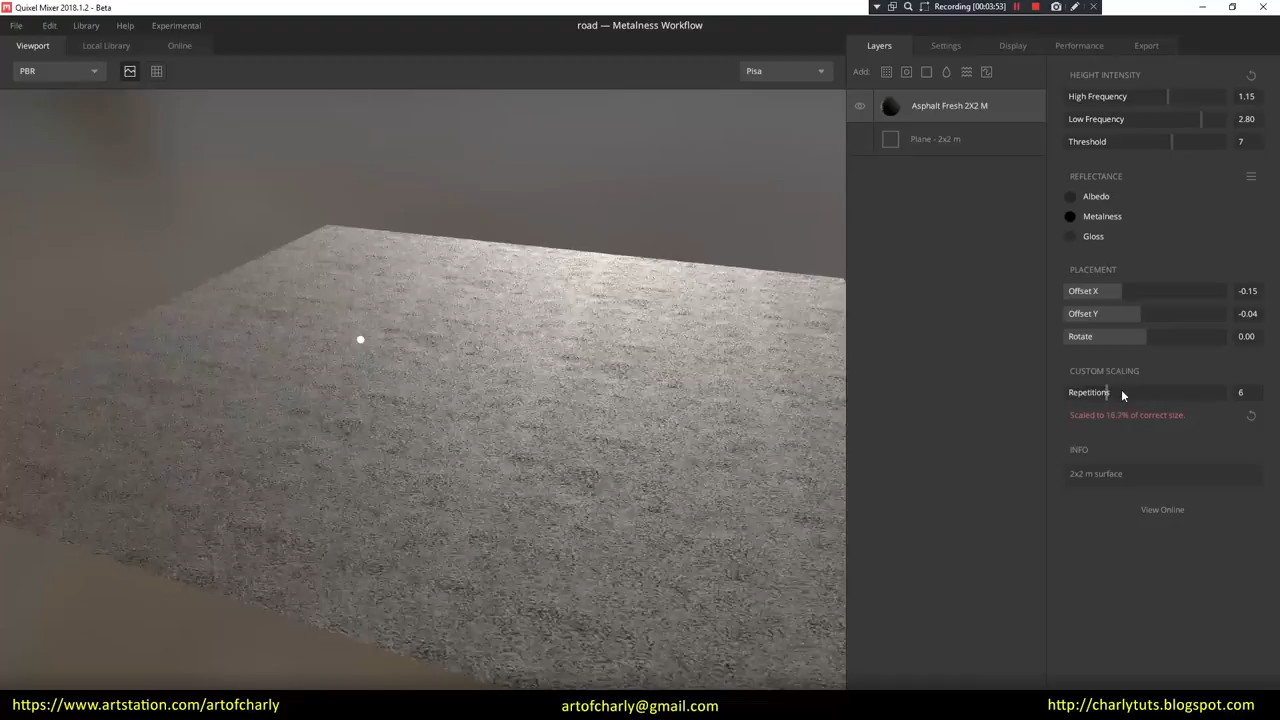 Quixel Mixer 2018.1.2 - Beta
Recording [00:03:53]
File Edit Library Help Experimental
road — Metalness Workflow
Viewport Local Library Online
Layers Settings Display Performance Export
PBR
Pisa
Add:
Asphalt Fresh 2X2 M
Plane - 2x2 m
HEIGHT INTENSITY
High Frequency 1.15
Low Frequency 2.80
Threshold 7
REFLECTANCE
Albedo
Metalness
Gloss
PLACEMENT
Offset X -0.15
Offset Y -0.04
Rotate 0.00
CUSTOM SCALING
Repetitions 6
Scaled to 16.7% of correct size.
INFO
2x2 m surface
View Online
https://www.artstation.com/artofcharly
artofcharly@gmail.com
http://charlytuts.blogspot.com